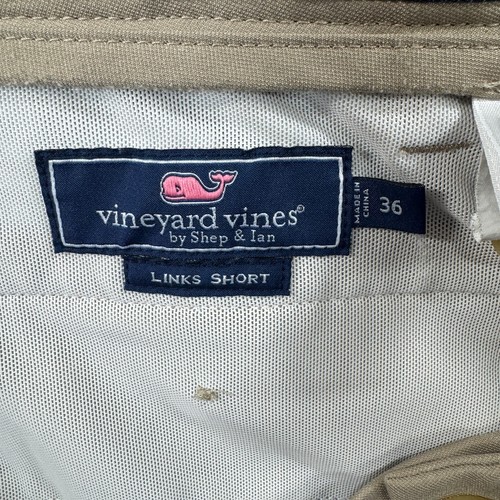 vineyard vines®
by Shep & Ian
LINKS SHORT
MADE IN
CHINA
36